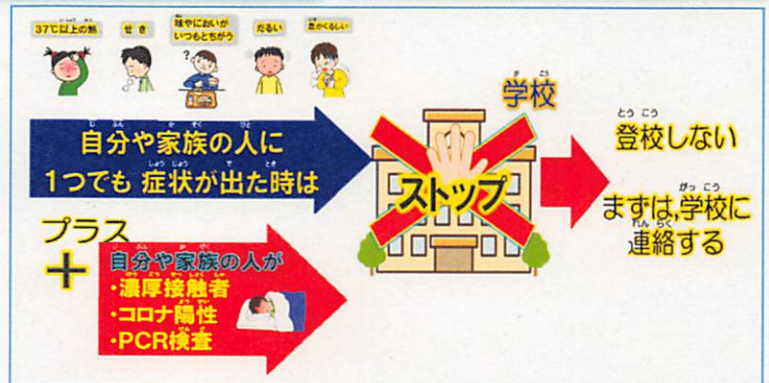 37℃以上の熱
せき
味やにおいが
いつもとちがう
だるい
息がくるしい
?
自分や家族の人に
1つでも 症状が出た時は
学校
ストップ
登校しない
まずは,学校に
連絡する
プラス
+
自分や家族の人が
・濃厚接触者
・コロナ陽性
・PCR検査